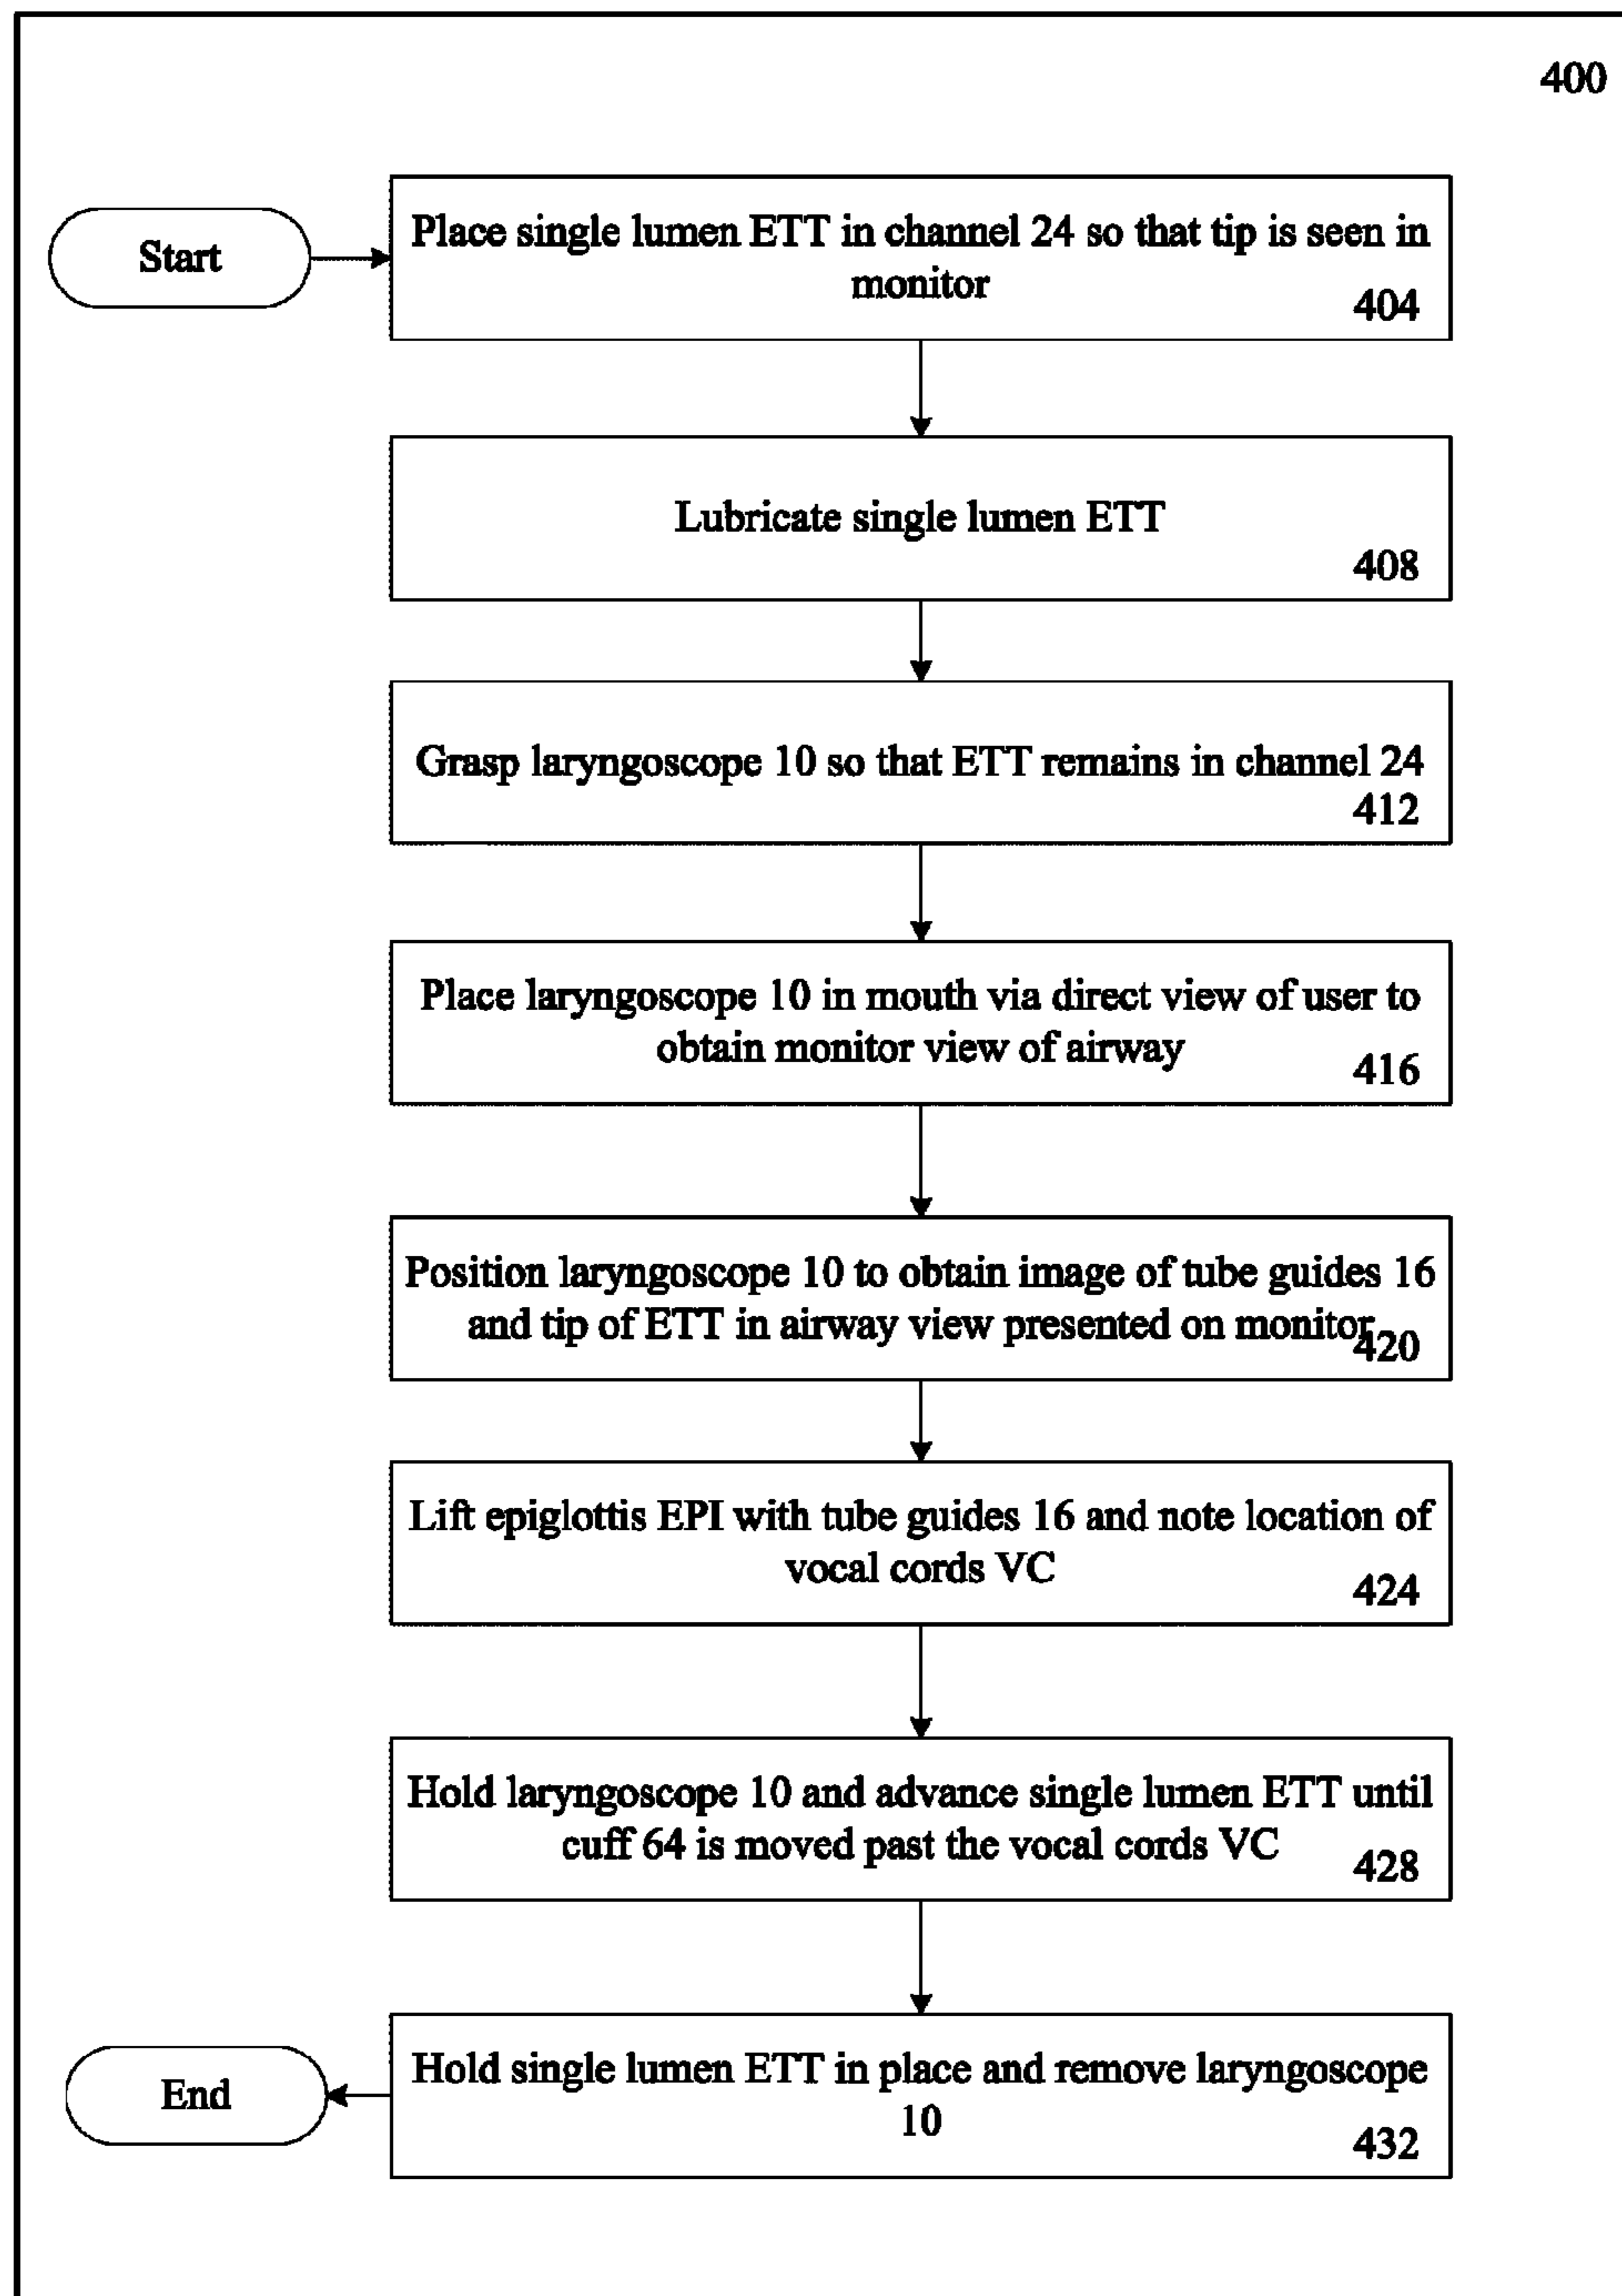 400
Start
Place single lumen ETT in channel 24 so that tip is seen in
monitor
404
Lubricate single lumen ETT
408
Grasp laryngoscope 10 so that ETT remains in channel 24
412
Place laryngoscope 10 in mouth via direct view of user to
obtain monitor view of airway
416
Position laryngoscope 10 to obtain image of tube guides 16
and tip of ETT in airway view presented on monitor
420
Lift epiglottis EPI with tube guides 16 and note location of
vocal cords VC
424
Hold laryngoscope 10 and advance single lumen ETT until
cuff 64 is moved past the vocal cords VC
428
Hold single lumen ETT in place and remove laryngoscope
10
432
End